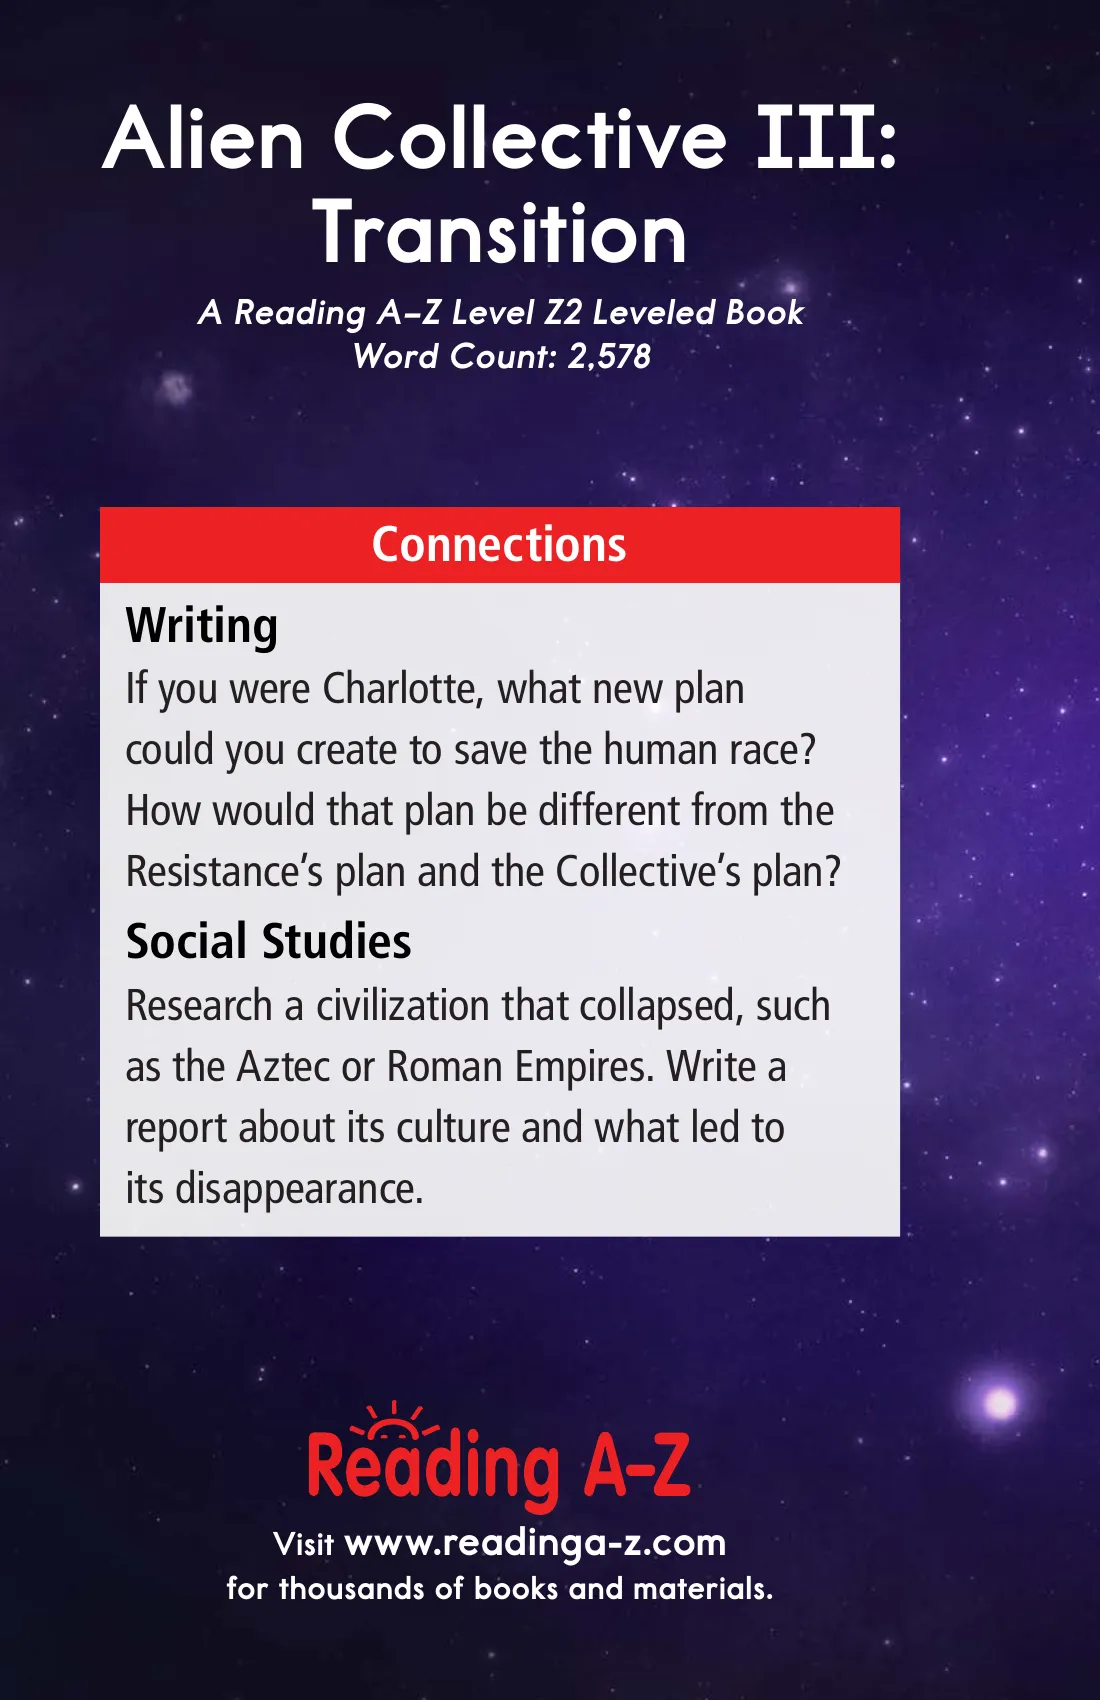 Alien Collective III:
Transition
A Reading A–Z Level Z2 Leveled Book
Word Count: 2,578
Connections
Writing
If you were Charlotte, what new plan
could you create to save the human race?
How would that plan be different from the
Resistance’s plan and the Collective’s plan?
Social Studies
Research a civilization that collapsed, such
as the Aztec or Roman Empires. Write a
report about its culture and what led to
its disappearance.
Reading A-Z
Visit www.readinga-z.com
for thousands of books and materials.